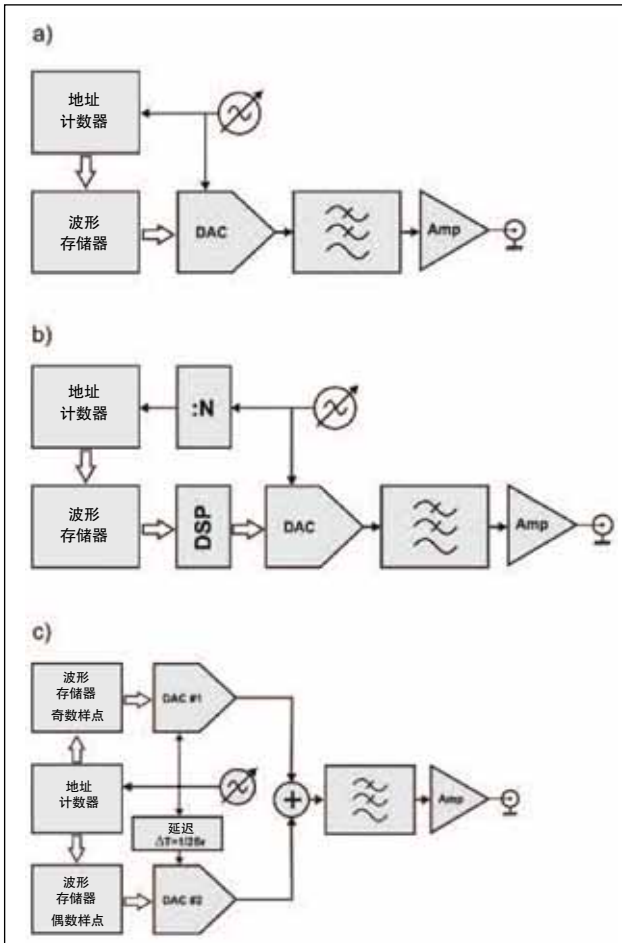 a)
地址
计数器
波形
存储器
DAC
Amp
b)
地址
计数器
:N
波形
存储器
DSP
DAC
Amp
c)
波形
存储器
奇数样点
DAC #1
地址
计数器
延迟
ΔT=1/2Fs
Amp
波形
存储器
偶数样点
DAC #2